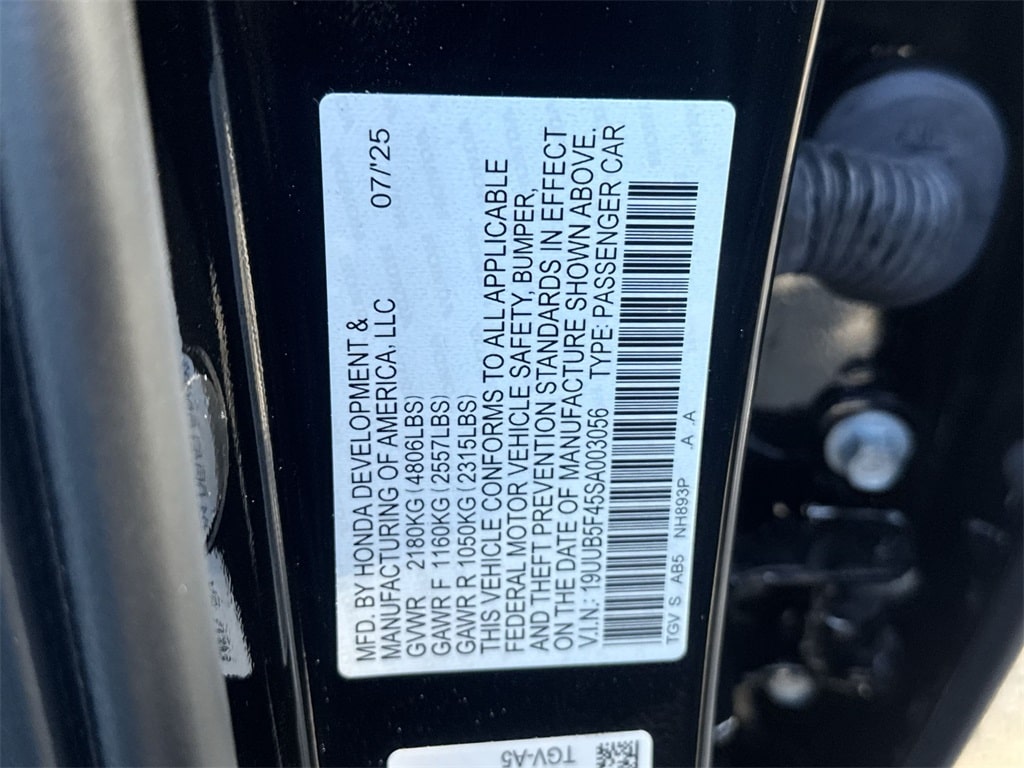 MFD. BY HONDA DEVELOPMENT &
MANUFACTURING OF AMERICA, LLC 07/'25
GVWR 2180KG (4806LBS)
GAWR F 1160KG (2557LBS)
GAWR R 1050KG (2315LBS)
THIS VEHICLE CONFORMS TO ALL APPLICABLE
FEDERAL MOTOR VEHICLE SAFETY, BUMPER,
AND THEFT PREVENTION STANDARDS IN EFFECT
ON THE DATE OF MANUFACTURE SHOWN ABOVE.
V.I.N: 19UUB5F45SA003056 TYPE: PASSENGER CAR
TGV S AB5 NH893P .A .A
TGV-A5